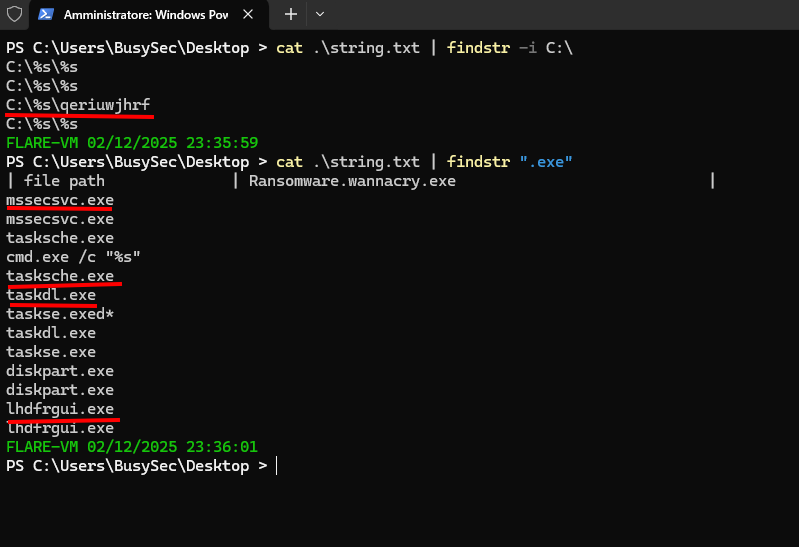 Amministratore: Windows Pow
PS C:\Users\BusySec\Desktop > cat .\string.txt | findstr -i C:\
C:\%s\%s
C:\%s\%s
C:\%s\qeriuwjhrf
C:\%s\%s
FLARE-VM 02/12/2025 23:35:59
PS C:\Users\BusySec\Desktop > cat .\string.txt | findstr ".exe"
| file path | Ransomware.wannacry.exe |
mssecsvc.exe
mssecsvc.exe
tasksche.exe
cmd.exe /c "%s"
tasksche.exe
taskdl.exe
taskse.exed*
taskdl.exe
taskse.exe
diskpart.exe
diskpart.exe
lhdfrgui.exe
lhdfrgui.exe
FLARE-VM 02/12/2025 23:36:01
PS C:\Users\BusySec\Desktop >